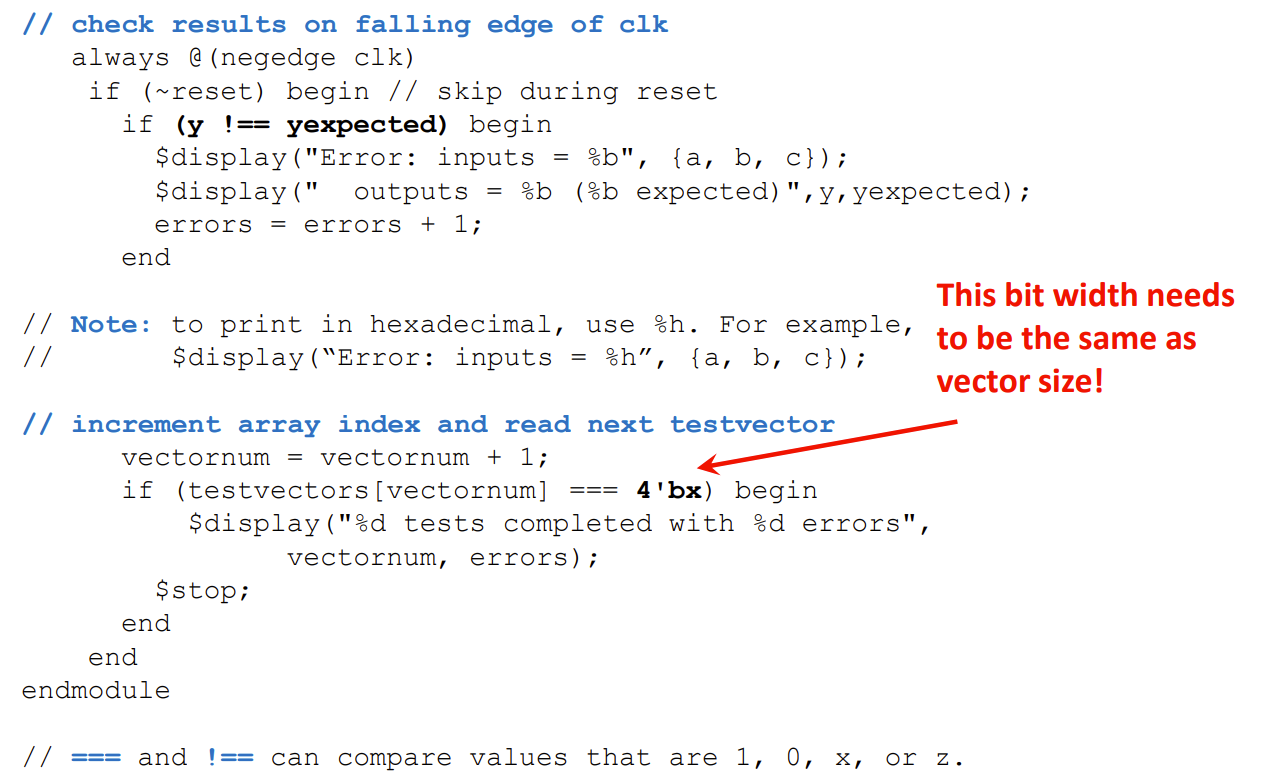 // check results on falling edge of clk
always @(negedge clk)
if (~reset) begin // skip during reset
if (y !== yexpected) begin
$display("Error: inputs = %b", {a, b, c});
$display("  outputs = %b (%b expected)",y,yexpected);
errors = errors + 1;
end
// Note: to print in hexadecimal, use %h. For example,
//       $display(“Error: inputs = %h”, {a, b, c});
This bit width needs
to be the same as
vector size!
// increment array index and read next testvector
vectornum = vectornum + 1;
if (testvectors[vectornum] === 4'bx) begin
$display("%d tests completed with %d errors",
vectornum, errors);
$stop;
end
end
endmodule
// === and !== can compare values that are 1, 0, x, or z.